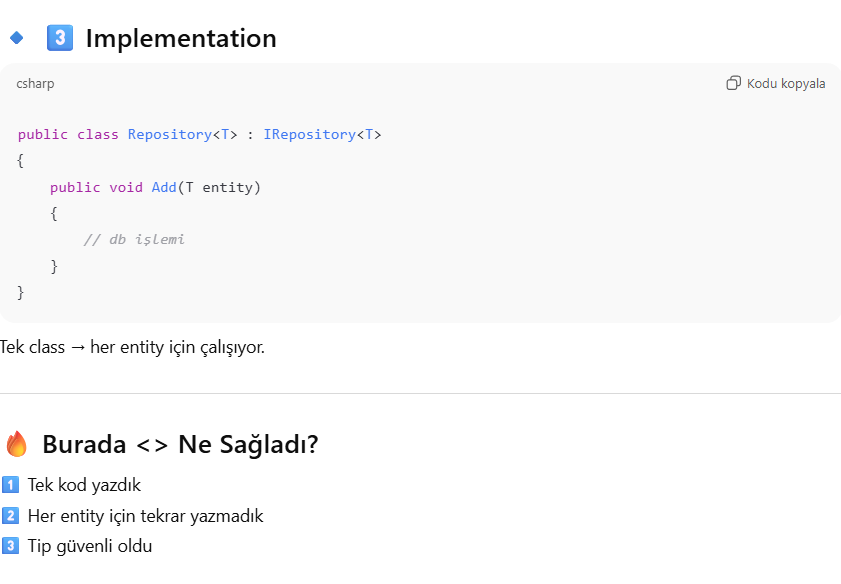 3 Implementation
csharp
Kodu kopyala
public class Repository<T> : IRepository<T>
{
public void Add(T entity)
{
// db işlemi
}
}
Tek class → her entity için çalışıyor.
Burada <> Ne Sağladı?
1 Tek kod yazdık
2 Her entity için tekrar yazmadık
3 Tip güvenli oldu